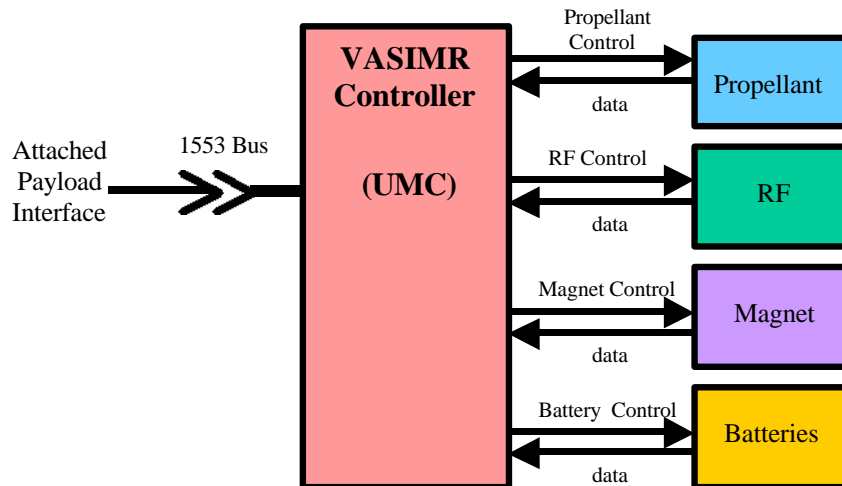 Attached
Payload
Interface
1553 Bus
VASIMR
Controller
(UMC)
Propellant
Control
data
Propellant
RF Control
data
RF
Magnet Control
data
Magnet
Battery Control
data
Batteries